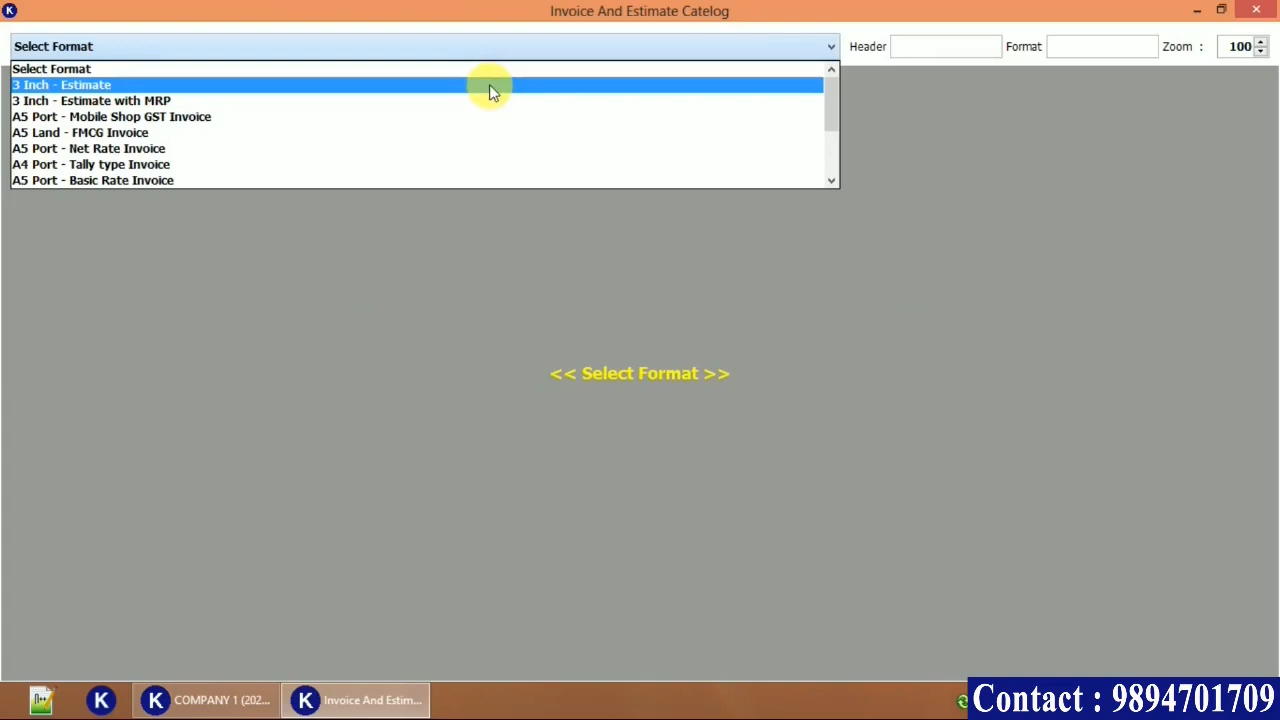 K
Invoice And Estimate Catelog
Select Format
Header
Format
Zoom :
100
Select Format
3 Inch - Estimate
3 Inch - Estimate with MRP
A5 Port - Mobile Shop GST Invoice
A5 Land - FMCG Invoice
A5 Port - Net Rate Invoice
A4 Port - Tally type Invoice
A5 Port - Basic Rate Invoice
<< Select Format >>
K
K COMPANY 1 (202...
K Invoice And Estim...
Contact : 9894701709